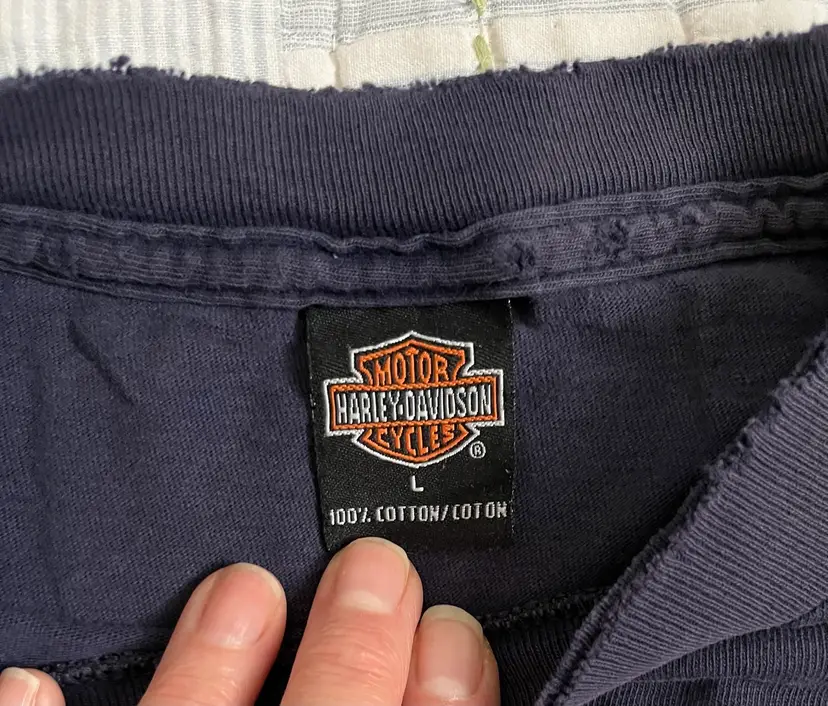 MOTOR
HARLEY-DAVIDSON
CYCLES
®
L
100% COTTON/COTON